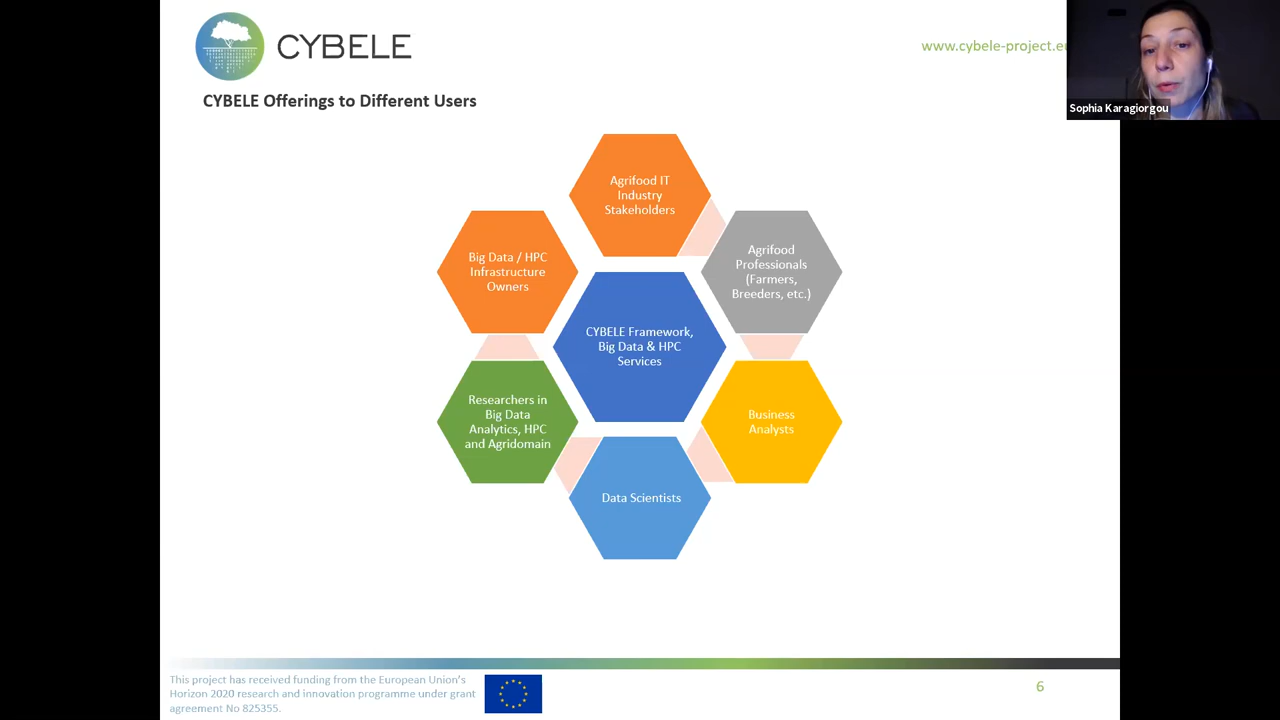 CYBELE
www.cybele-project.eu
Sophia Karagiorgou
CYBELE Offerings to Different Users
Agrifood IT
Industry
Stakeholders
Big Data / HPC
Infrastructure
Owners
Agrifood
Professionals
(Farmers,
Breeders, etc.)
CYBELE Framework,
Big Data & HPC
Services
Researchers in
Big Data
Analytics, HPC
and Agridomain
Business
Analysts
Data Scientists
This project has received funding from the European Union's
Horizon 2020 research and innovation programme under grant
agreement No 825355.
6